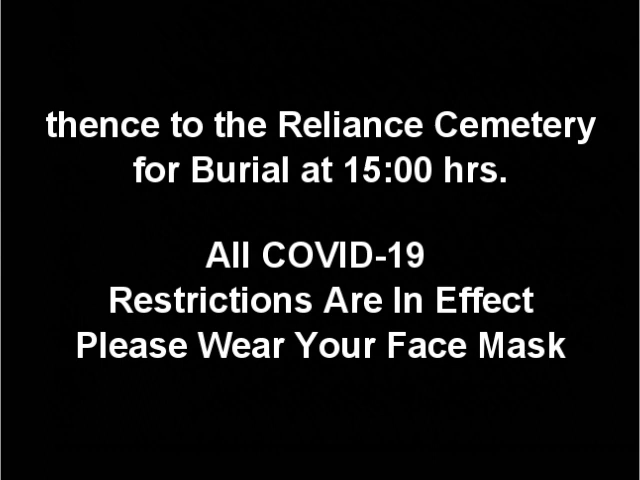 thence to the Reliance Cemetery
for Burial at 15:00 hrs.
All COVID-19
Restrictions Are In Effect
Please Wear Your Face Mask